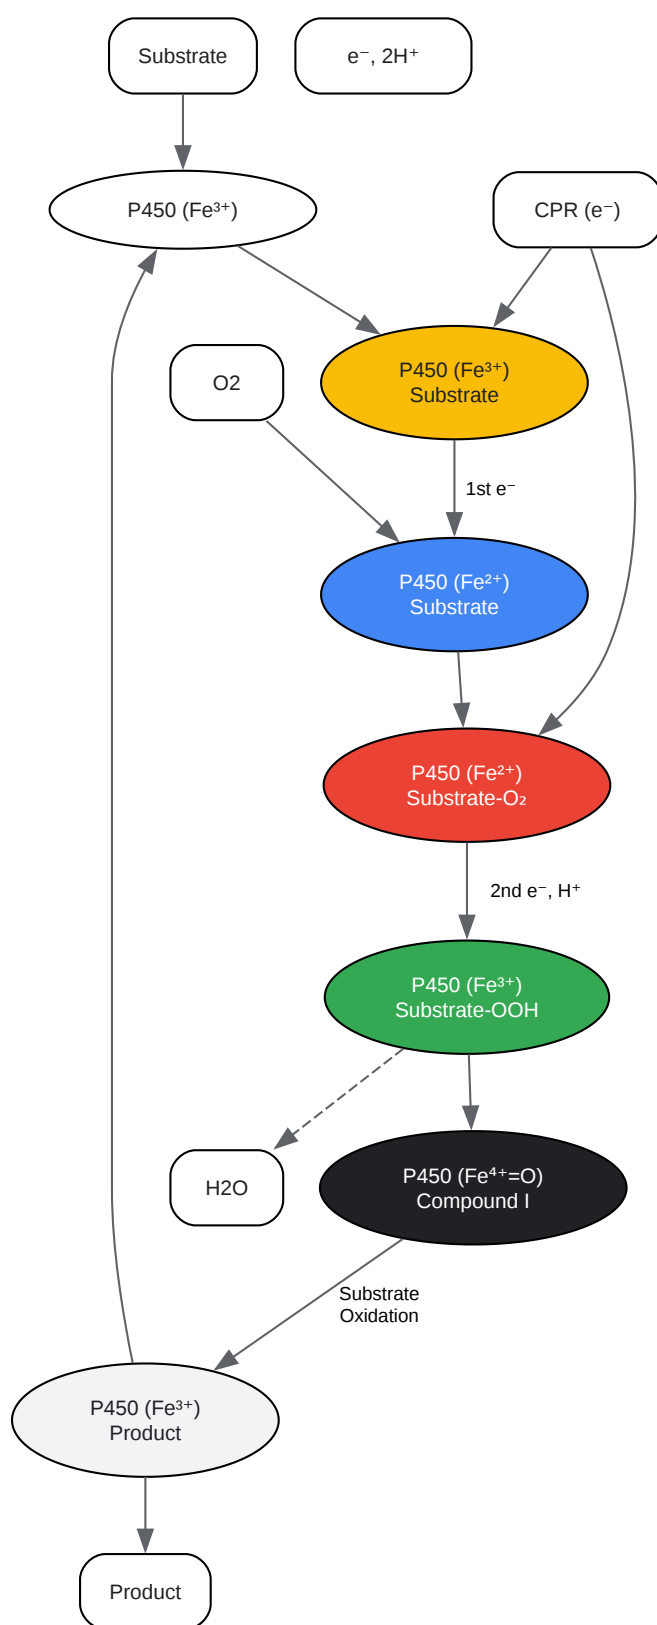 Substrate
e⁻, 2H⁺
P450 (Fe³⁺)
CPR (e⁻)
P450 (Fe³⁺)
Substrate
O2
1st e⁻
P450 (Fe²⁺)
Substrate
P450 (Fe²⁺)
Substrate-O₂
2nd e⁻, H⁺
P450 (Fe³⁺)
Substrate-OOH
H2O
P450 (Fe⁴⁺=O)
Compound I
Substrate
Oxidation
P450 (Fe³⁺)
Product
Product